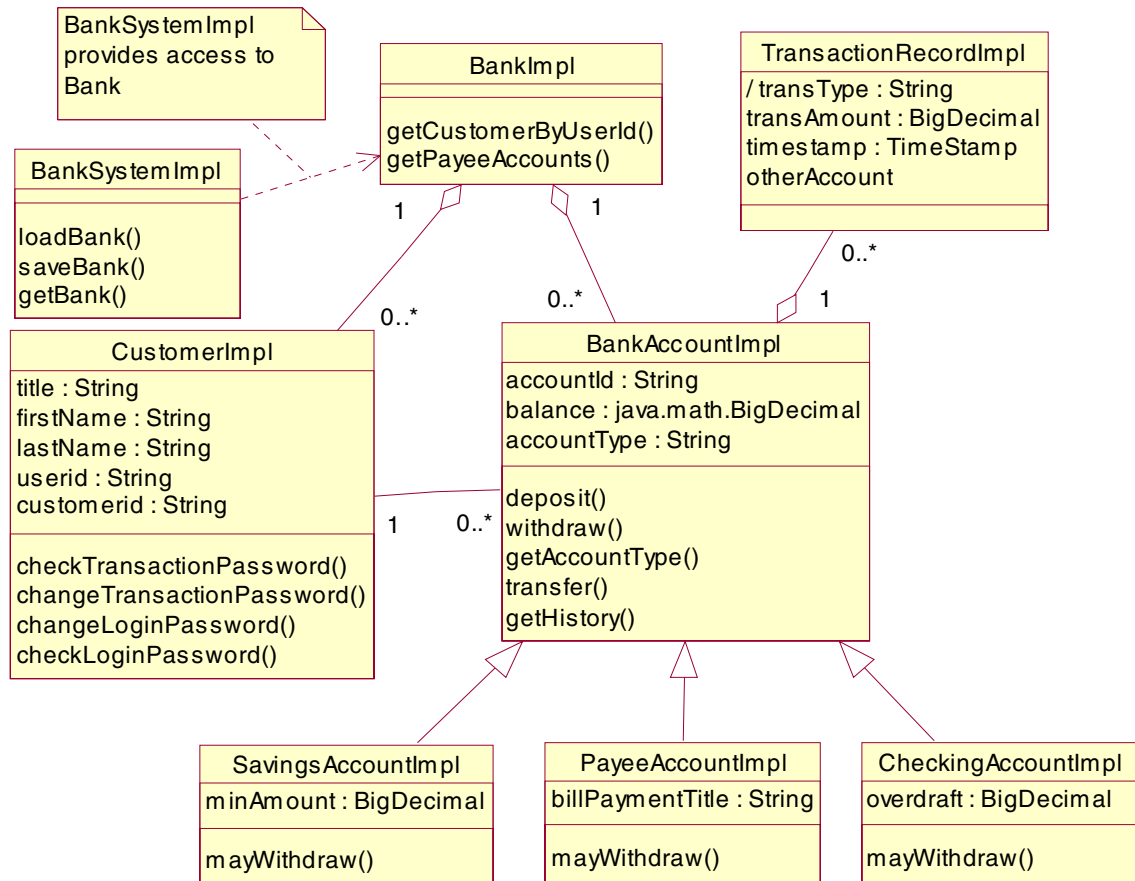 BankSystemImpl
provides access to
Bank
BankImpl
getCustomerByUserId()
getPayeeAccounts()
TransactionRecordImpl
/ transType : String
transAmount : BigDecimal
timestamp : TimeStamp
otherAccount
BankSystemImpl
loadBank()
saveBank()
getBank()
1
1
0..*
0..*
0..*
1
CustomerImpl
title : String
firstName : String
lastName : String
userid : String
customerid : String
checkTransactionPassword()
changeTransactionPassword()
changeLoginPassword()
checkLoginPassword()
BankAccountImpl
accountId : String
balance : java.math.BigDecimal
accountType : String
deposit()
withdraw()
getAccountType()
transfer()
getHistory()
1
0..*
SavingsAccountImpl
minAmount : BigDecimal
mayWithdraw()
PayeeAccountImpl
billPaymentTitle : String
mayWithdraw()
CheckingAccountImpl
overdraft : BigDecimal
mayWithdraw()